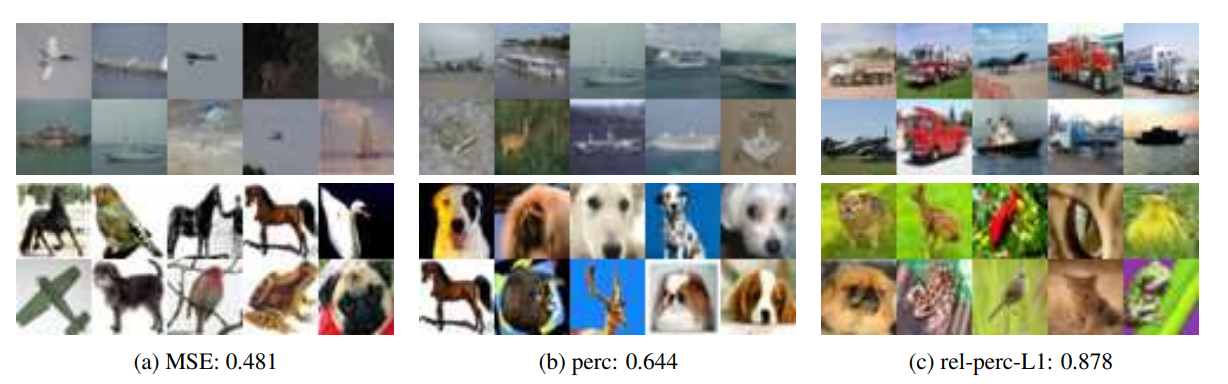 (a) MSE: 0.481
(b) perc: 0.644
(c) rel-perc-L1: 0.878